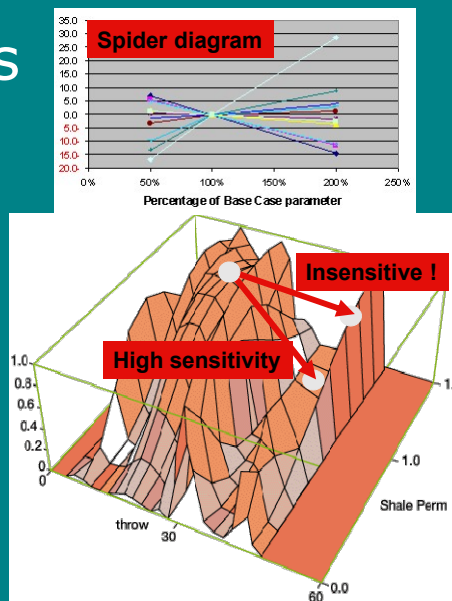 s
35.0
30.0
25.0
20.0
15.0
10.0
5.0
0.0
5.0-
10.0-
15.0-
20.0-
Spider diagram
0% 50% 100% 150% 200% 250%
Percentage of Base Case parameter
Insensitive !
High sensitivity
1.0
0.8
0.6
0.4
0.2
0
0
throw
30
60
0.0
1.0
Shale Perm